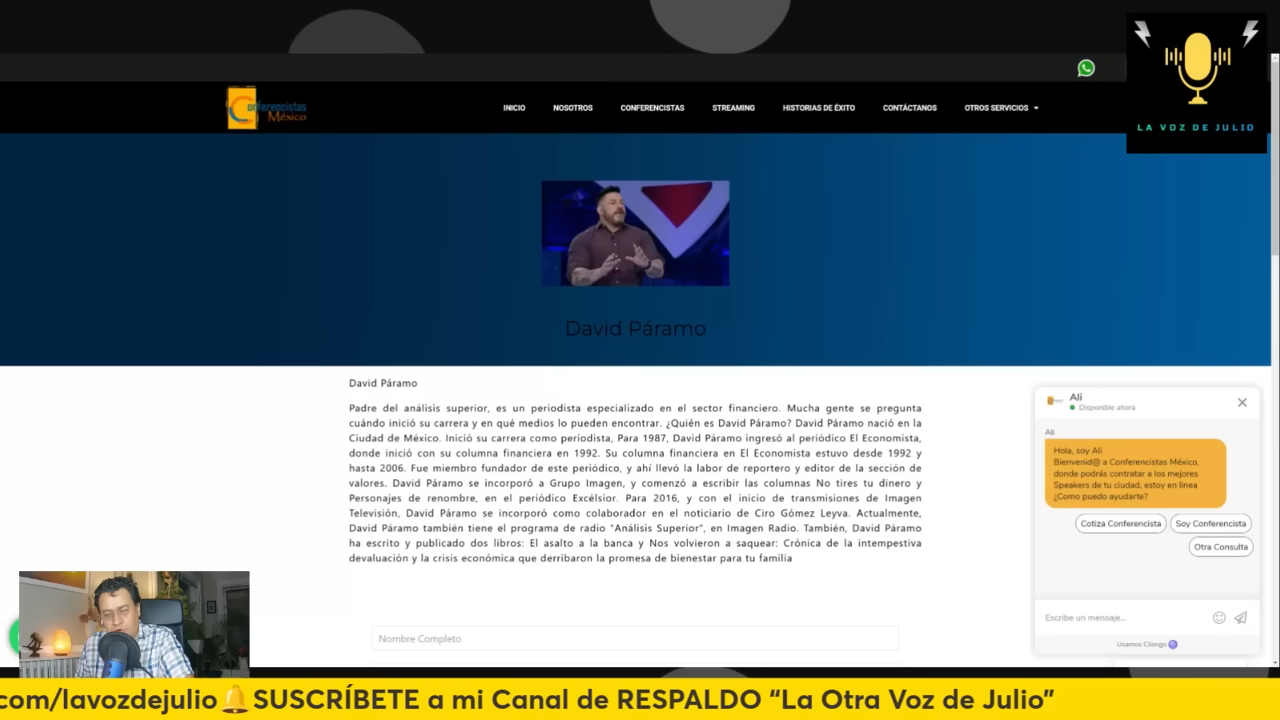 Conferencistas
México
INICIO NOSOTROS CONFERENCISTAS STREAMING HISTORIAS DE ÉXITO CONTÁCTANOS OTROS SERVICIOS
LA VOZ DE JULIO
David Páramo
David Páramo
Padre del análisis superior, es un periodista especializado en el sector financiero. Mucha gente se pregunta
cuándo inició su carrera y en qué medios lo pueden encontrar. ¿Quién es David Páramo? David Páramo nació en la
Ciudad de México. Inició su carrera como periodista, Para 1987, David Páramo ingresó al periódico El Economista,
donde inició con su columna financiera en 1992. Su columna financiera en El Economista estuvo desde 1992 y
hasta 2006. Fue miembro fundador de este periódico, y ahí llevó la labor de reportero y editor de la sección de
valores. David Páramo se incorporó a Grupo Imagen, y comenzó a escribir las columnas No tires tu dinero y
Personajes de renombre, en el periódico Excélsior. Para 2016, y con el inicio de transmisiones de Imagen
Televisión, David Páramo se incorporó como colaborador en el noticiario de Ciro Gómez Leyva. Actualmente,
David Páramo también tiene el programa de radio “Análisis Superior”, en Imagen Radio. También, David Páramo
ha escrito y publicado dos libros: El asalto a la banca y Nos volvieron a saquear: Crónica de la intempestiva
devaluación y la crisis económica que derribaron la promesa de bienestar para tu familia
Nombre Completo
Ali
Disponible ahora
Ali
Hola, soy Ali
Bienvenid@ a Conferencistas México,
donde podrás contratar a los mejores
Speakers de tu ciudad, estoy en linea
¿Como puedo ayudarte?
Cotiza Conferencista Soy Conferencista
Otra Consulta
Escribe un mensaje...
Usamos Cliengo
com/lavozdejulio🔔SUSCRÍBETE a mi Canal de RESPALDO “La Otra Voz de Julio”